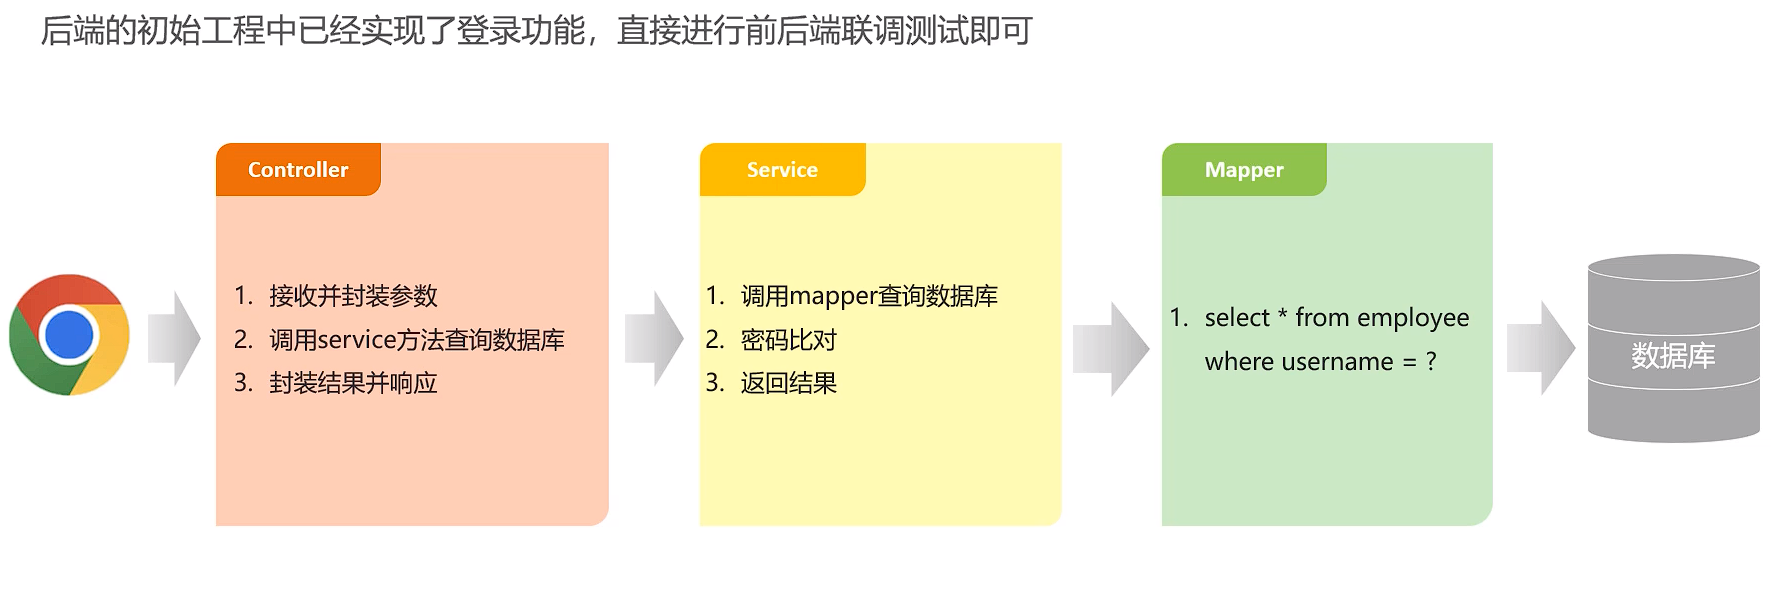 后端的初始工程中已经实现了登录功能，直接进行前后端联调测试即可
Controller
1. 接收并封装参数
2. 调用service方法查询数据库
3. 封装结果并响应
Service
1. 调用mapper查询数据库
2. 密码比对
3. 返回结果
Mapper
1. select * from employee
where username = ?
数据库